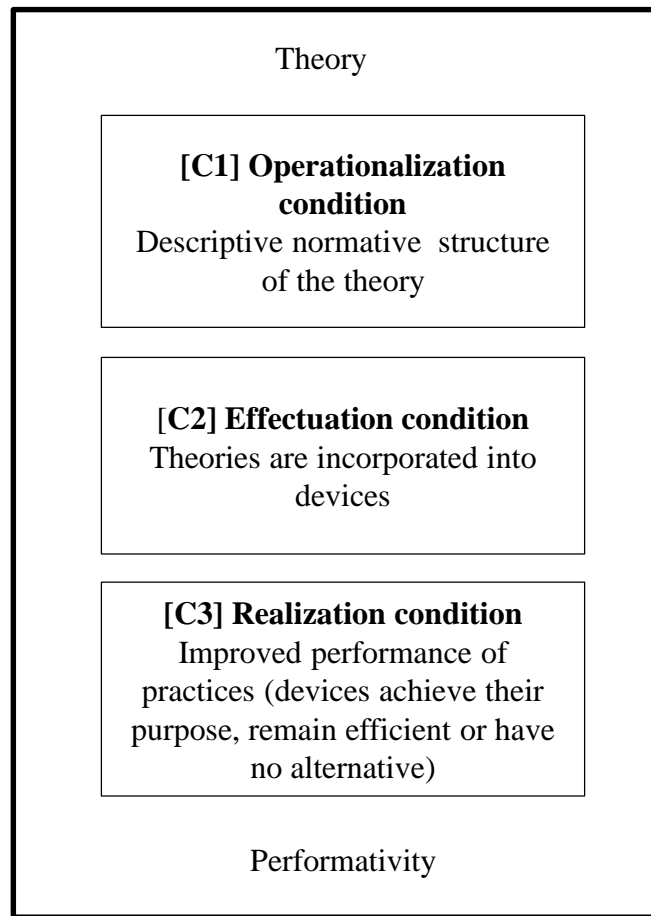 Theory
[C1] Operationalization
condition
Descriptive normative structure
of the theory
[C2] Effectuation condition
Theories are incorporated into
devices
[C3] Realization condition
Improved performance of
practices (devices achieve their
purpose, remain efficient or have
no alternative)
Performativity